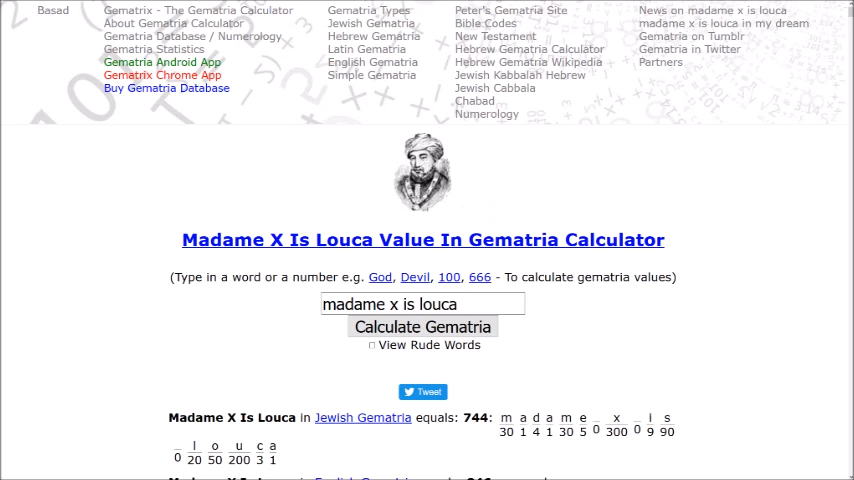 Basad
Gematrix - The Gematria Calculator
About Gematria Calculator
Gematria Database / Numerology
Gematria Statistics
Gematria Android App
Gematrix Chrome App
Buy Gematria Database
Gematria Types
Jewish Gematria
Hebrew Gematria
Latin Gematria
English Gematria
Simple Gematria
Peter's Gematria Site
Bible Codes
New Testament
Hebrew Gematria Calculator
Hebrew Gematria Wikipedia
Jewish Kabbalah Hebrew
Jewish Cabbala
Chabad
Numerology
News on madame x is louca
madame x is louca in my dream
Gematria on Tumblr
Gematria in Twitter
Partners
Madame X Is Louca Value In Gematria Calculator
(Type in a word or a number e.g. God, Devil, 100, 666 - To calculate gematria values)
madame x is louca
Calculate Gematria
View Rude Words
Tweet
Madame X Is Louca in Jewish Gematria equals: 744: m a d a m e x i s
30 1 4 1 30 5 0 300 0 9 90
l o u c a
0 20 50 200 3 1